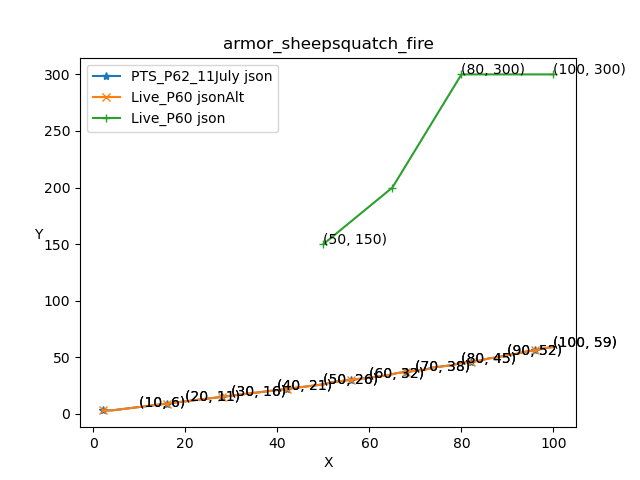 armor_sheepsquatch_fire
PTS_P62_11July json
Live_P60 jsonAlt
Live_P60 json
300
250
200
150
100
50
0
Y
(80, 300)
(100, 300)
(50, 150)
(10, 6)
(20, 11)
(30, 16)
(40, 21)
(50, 26)
(60, 32)
(70, 38)
(80, 45)
(90, 52)
(100, 59)
0 20 40 60 80 100
X